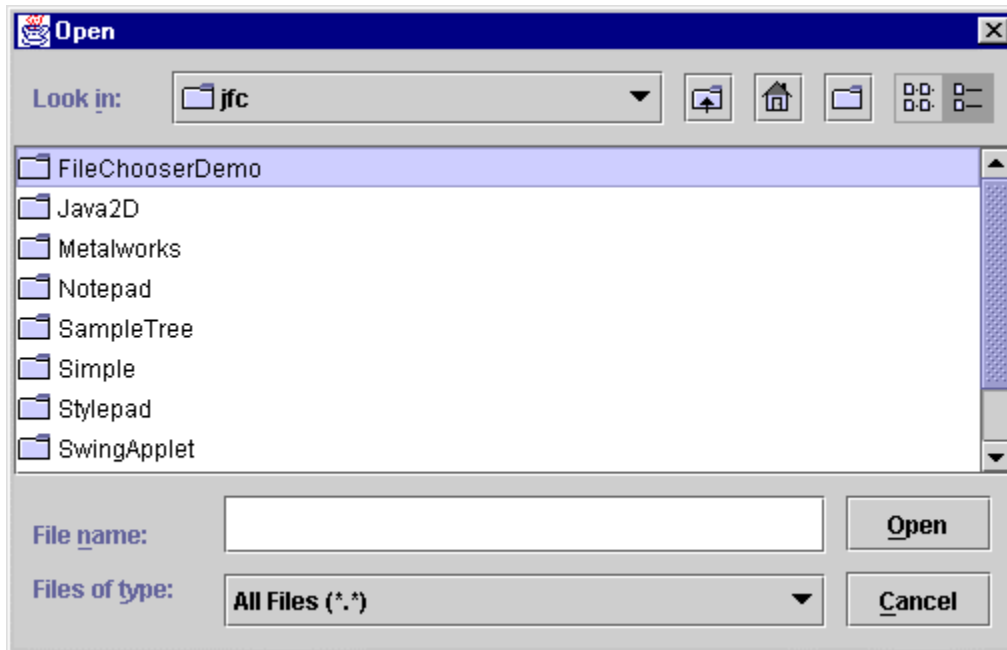 Open
Look in: jfc
FileChooserDemo
Java2D
Metalworks
Notepad
SampleTree
Simple
Stylepad
SwingApplet
File name: Open
Files of type: All Files (*.*) Cancel